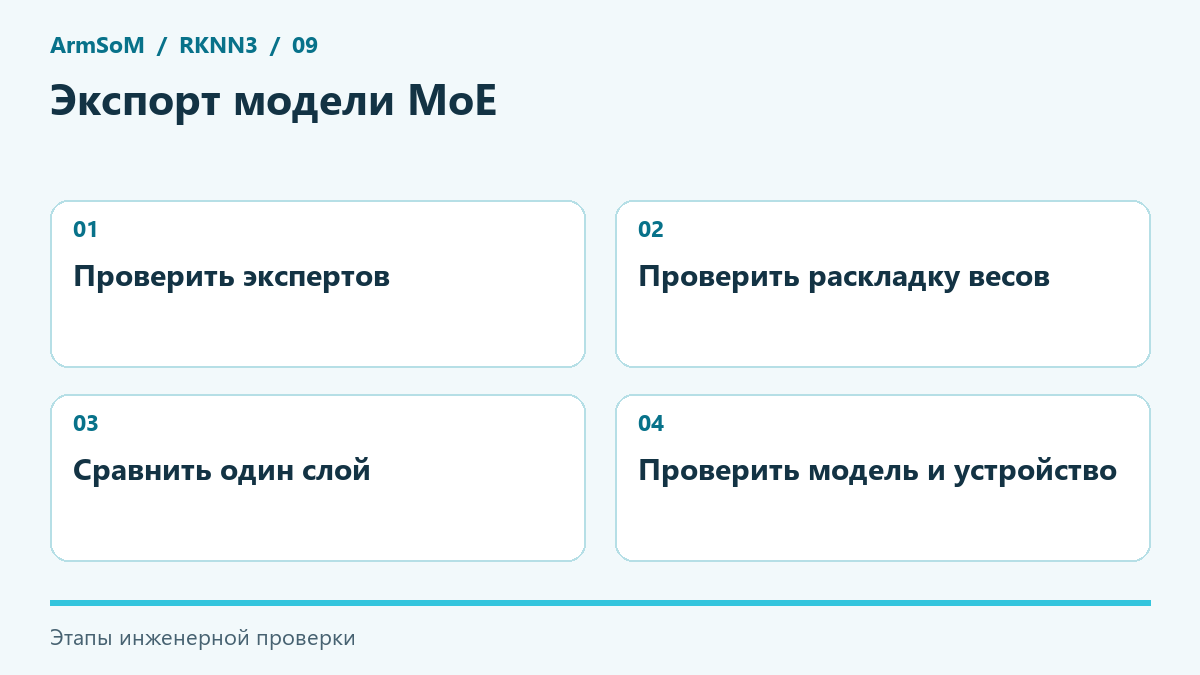 ArmSoM / RKNN3 / 09
Экспорт модели MoE
01
Проверить экспертов
02
Проверить раскладку весов
03
Сравнить один слой
04
Проверить модель и устройство
Этапы инженерной проверки